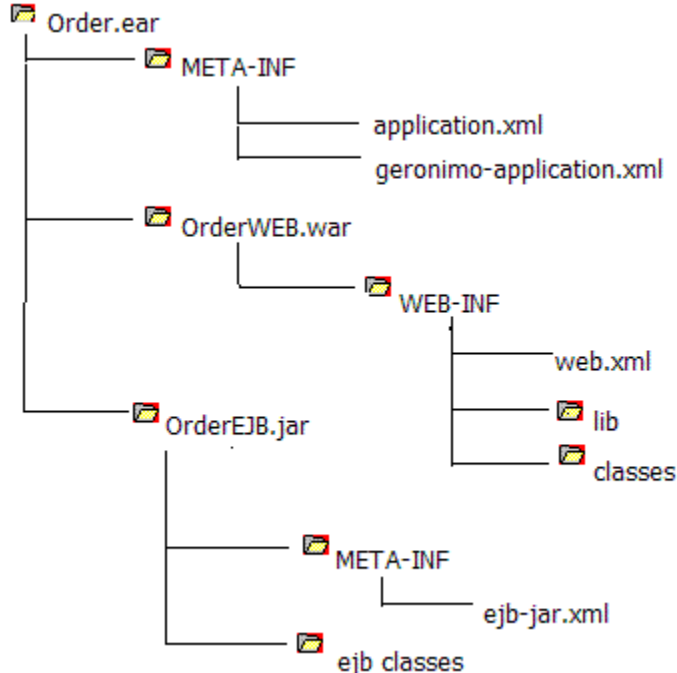 Order.ear
META-INF
application.xml
geronimo-application.xml
OrderWEB.war
WEB-INF
web.xml
lib
classes
OrderEJB.jar
META-INF
ejb-jar.xml
ejb classes